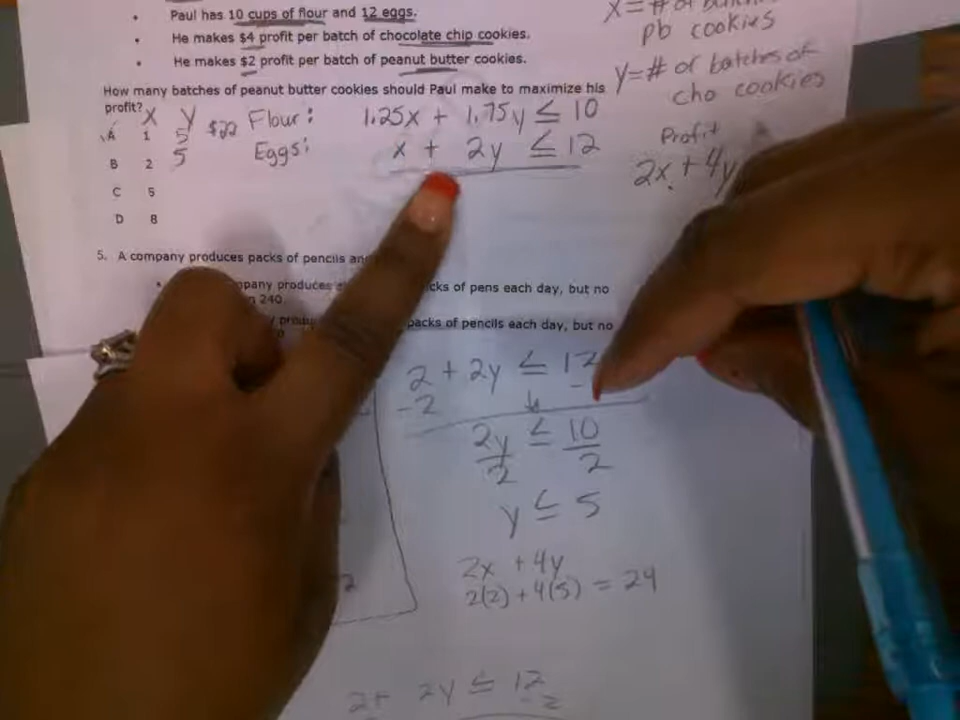 Paul has 10 cups of flour and 12 eggs.
He makes $4 profit per batch of chocolate chip cookies.
He makes $2 profit per batch of peanut butter cookies.
How many batches of peanut butter cookies should Paul make to maximize his
profit?
A 1
B 2
C 5
D 8
X Y
5
5
$22
Flour: 1.25x + 1.75y ≤ 10
Eggs: x + 2y ≤ 12
pb cookies
y = # of batches of
cho cookies
Profit
2x + 4y
5. A company produces packs of pencils
cks of pens each day, but no
240.
packs of pencils each day, but no
2 + 2y ≤ 12
-2 -
2y ≤ 10
2 2
y ≤ 5
2x + 4y
2(2) + 4(5) = 24
2
2+ 2y ≤ 12
-2